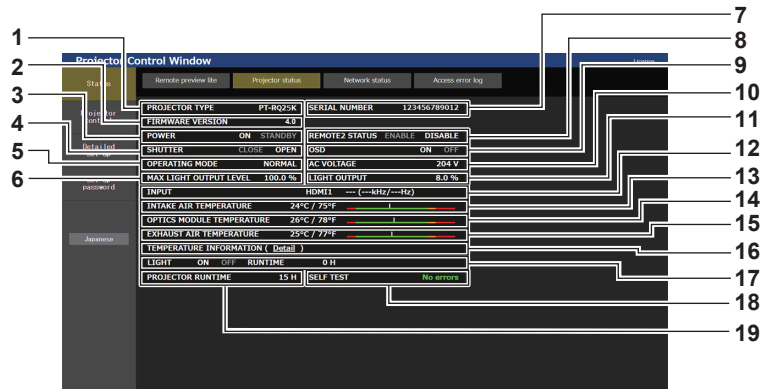 Projector Control Window
License
Status
Remote preview lite
Projector status
Network status
Access error log
Projector control
Detailed set up
password
Japanese
PROJECTOR TYPE PT-RQ25K
SERIAL NUMBER 123456789012
FIRMWARE VERSION 4.0
POWER ON STANDBY
REMOTE2 STATUS ENABLE DISABLE
SHUTTER CLOSE OPEN
OSD ON OFF
OPERATING MODE NORMAL
AC VOLTAGE 204 V
MAX LIGHT OUTPUT LEVEL 100.0 %
LIGHT OUTPUT 8.0 %
INPUT HDMI1 --- (---kHz/---Hz)
INTAKE AIR TEMPERATURE 24°C / 75°F
OPTICS MODULE TEMPERATURE 26°C / 78°F
EXHAUST AIR TEMPERATURE 25°C / 77°F
TEMPERATURE INFORMATION ( Detail )
LIGHT ON OFF RUNTIME 0 H
PROJECTOR RUNTIME 15 H
SELF TEST No errors
1
2
3
4
5
6
7
8
9
10
11
12
13
14
15
16
17
18
19